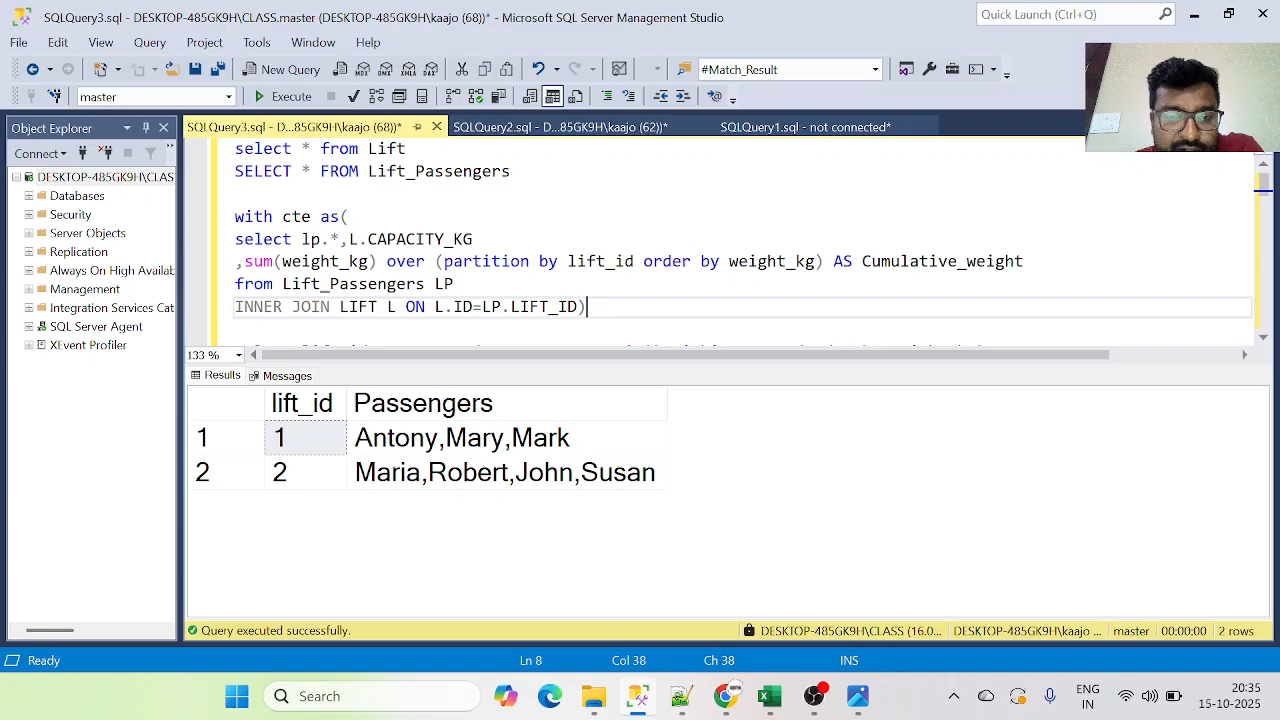 SQLQuery3.sql - DESKTOP-485GK9H\CLASS.master (DESKTOP-485GK9H\kaajo (68))* - Microsoft SQL Server Management Studio
Quick Launch (Ctrl+Q)
File Edit View Query Project Tools Window Help
New Query
MDX DMX XMLA DAX
#Match_Result
master
Execute
Object Explorer
SQLQuery3.sql - D...85GK9H\kaajo (68))*
SQLQuery2.sql - D...85GK9H\kaajo (62))*
SQLQuery1.sql - not connected*
Connect
DESKTOP-485GK9H\CLAS
Databases
Security
Server Objects
Replication
Always On High Availab
Management
Integration Services Cat
SQL Server Agent
XEvent Profiler
select * from Lift
SELECT * FROM Lift_Passengers
with cte as(
select lp.*,L.CAPACITY_KG
,sum(weight_kg) over (partition by lift_id order by weight_kg) AS Cumulative_weight
from Lift_Passengers LP
INNER JOIN LIFT L ON L.ID=LP.LIFT_ID)
133 %
Results Messages
lift_id Passengers
1 1 Antony,Mary,Mark
2 2 Maria,Robert,John,Susan
Query executed successfully.
DESKTOP-485GK9H\CLASS (16.0... DESKTOP-485GK9H\kaajo ... master 00:00:00 2 rows
Ready Ln 8 Col 38 Ch 38 INS
Search
ENG
IN
20:35
15-10-2025